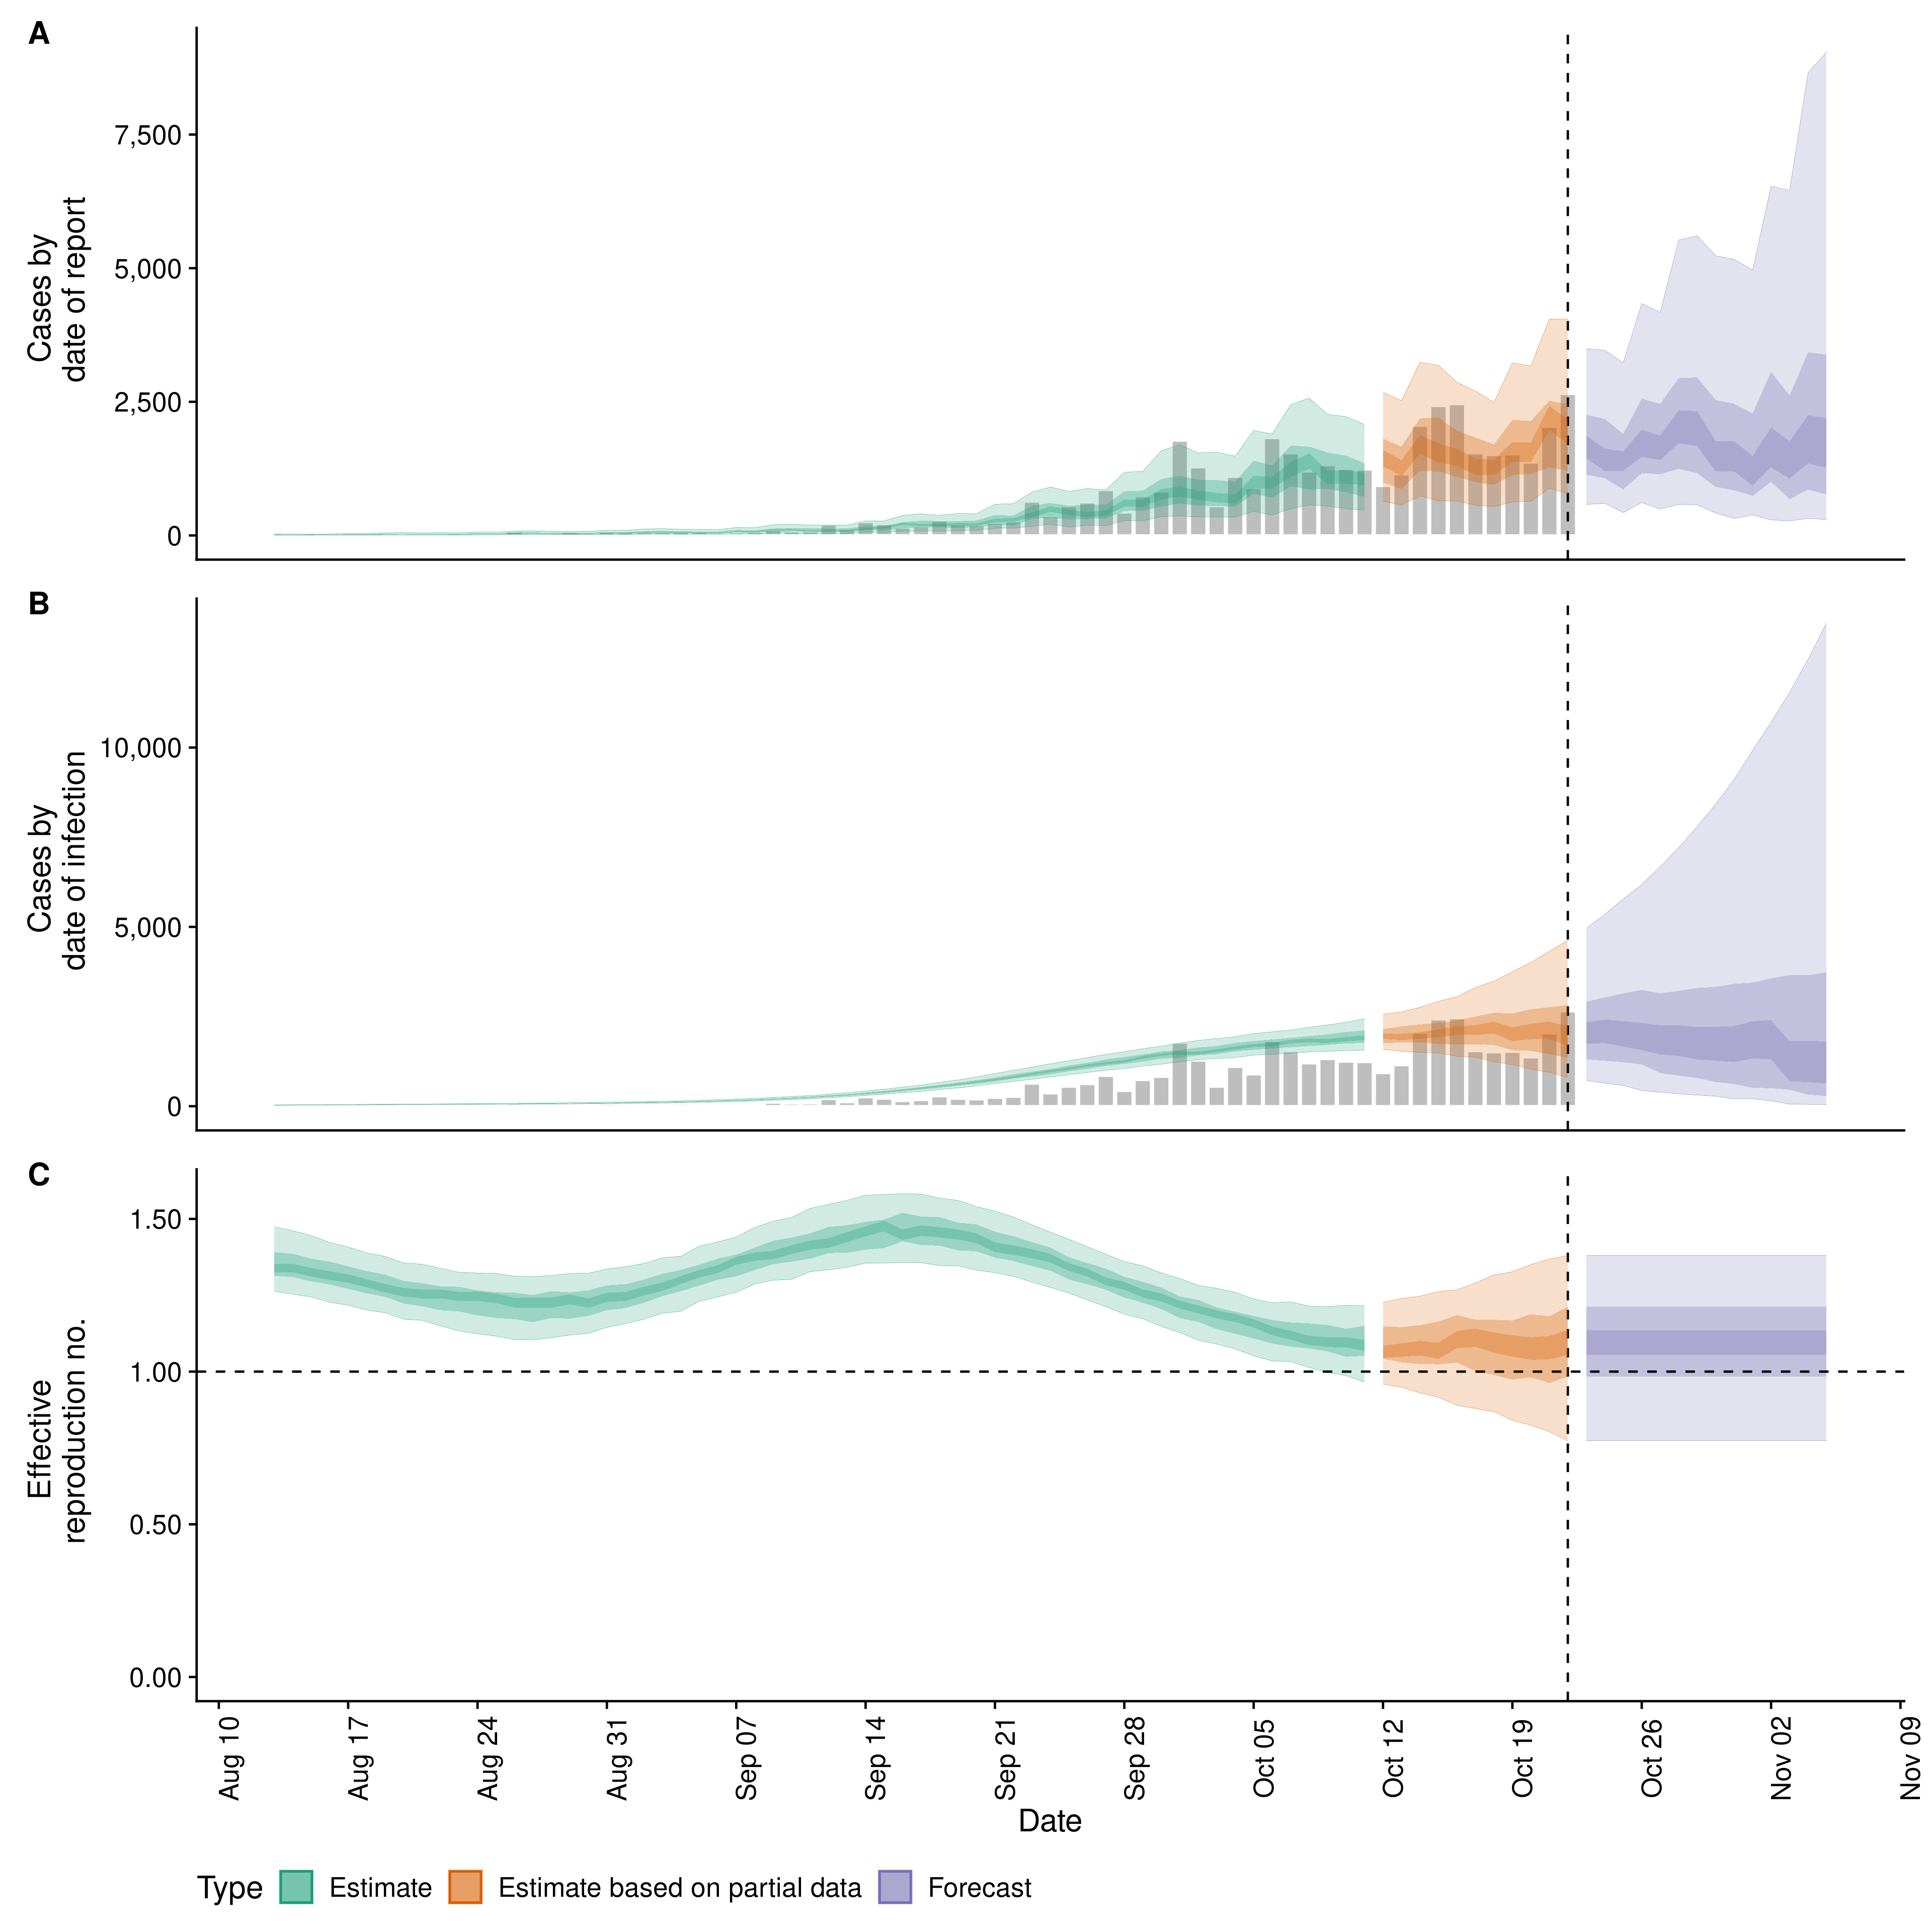 A
7,500
5,000
2,500
0
Cases by
date of report
B
10,000
5,000
0
Cases by
date of infection
C
1.50
1.00
0.50
0.00
Effective
reproduction no.
Aug 10
Aug 17
Aug 24
Aug 31
Sep 07
Sep 14
Sep 21
Sep 28
Oct 05
Oct 12
Oct 19
Oct 26
Nov 02
Nov 09
Date
Type Estimate Estimate based on partial data Forecast